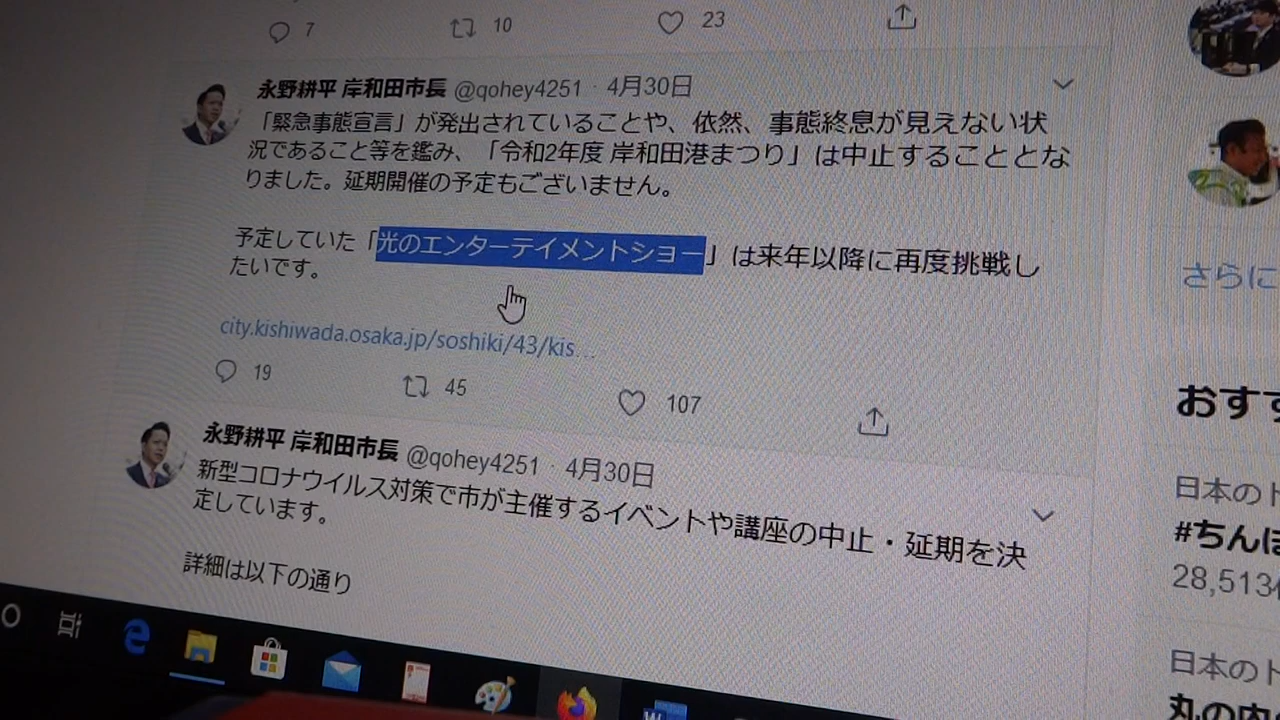 7 10 23
永野耕平 岸和田市長 @qohey4251 · 4月30日
「緊急事態宣言」が発出されていることや、依然、事態終息が見えない状
況であること等を鑑み、「令和2年度 岸和田港まつり」は中止することとな
りました。延期開催の予定もございません。
予定していた「光のエンターテイメントショー」は来年以降に再度挑戦し
たいです。
city.kishiwada.osaka.jp/soshiki/43/kis…
19 45 107
永野耕平 岸和田市長 @qohey4251 · 4月30日
新型コロナウイルス対策で市が主催するイベントや講座の中止・延期を決
定しています。
詳細は以下の通り
さらに
おす
日本のト
#ちん
28,513
日本のト
丸の内